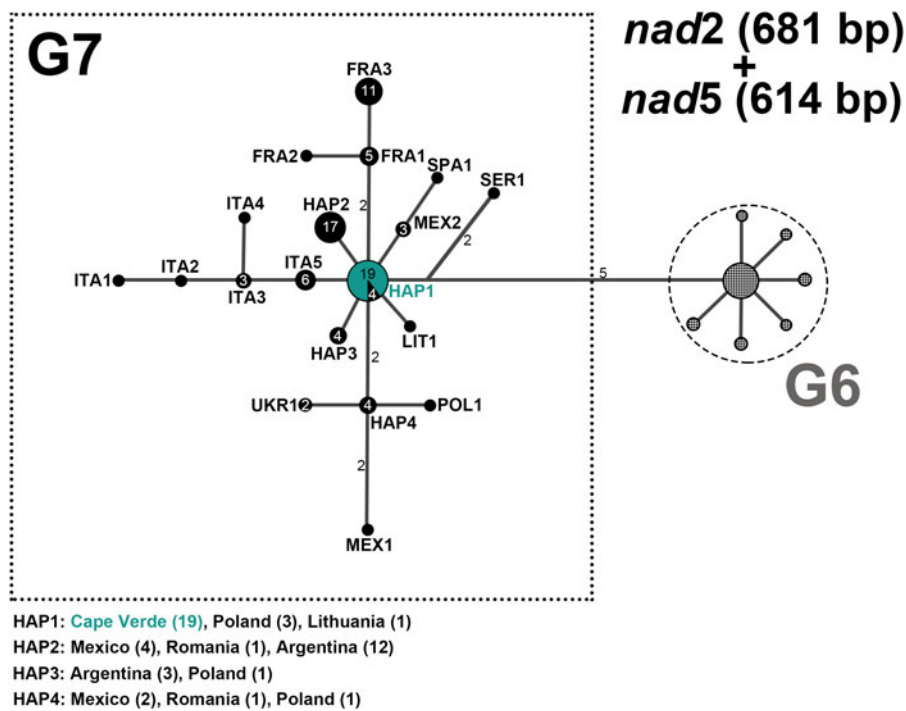 G7
nad2 (681 bp)
+
nad5 (614 bp)
FRA3
11
FRA2
5
FRA1
SPA1
SER1
ITA4
HAP2
2
17
3
MEX2
2
ITA1
ITA2
3
ITA3
ITA5
6
19
4
HAP1
5
4
HAP3
LIT1
2
G6
UKR1
2
4
HAP4
POL1
2
MEX1
HAP1: Cape Verde (19), Poland (3), Lithuania (1)
HAP2: Mexico (4), Romania (1), Argentina (12)
HAP3: Argentina (3), Poland (1)
HAP4: Mexico (2), Romania (1), Poland (1)